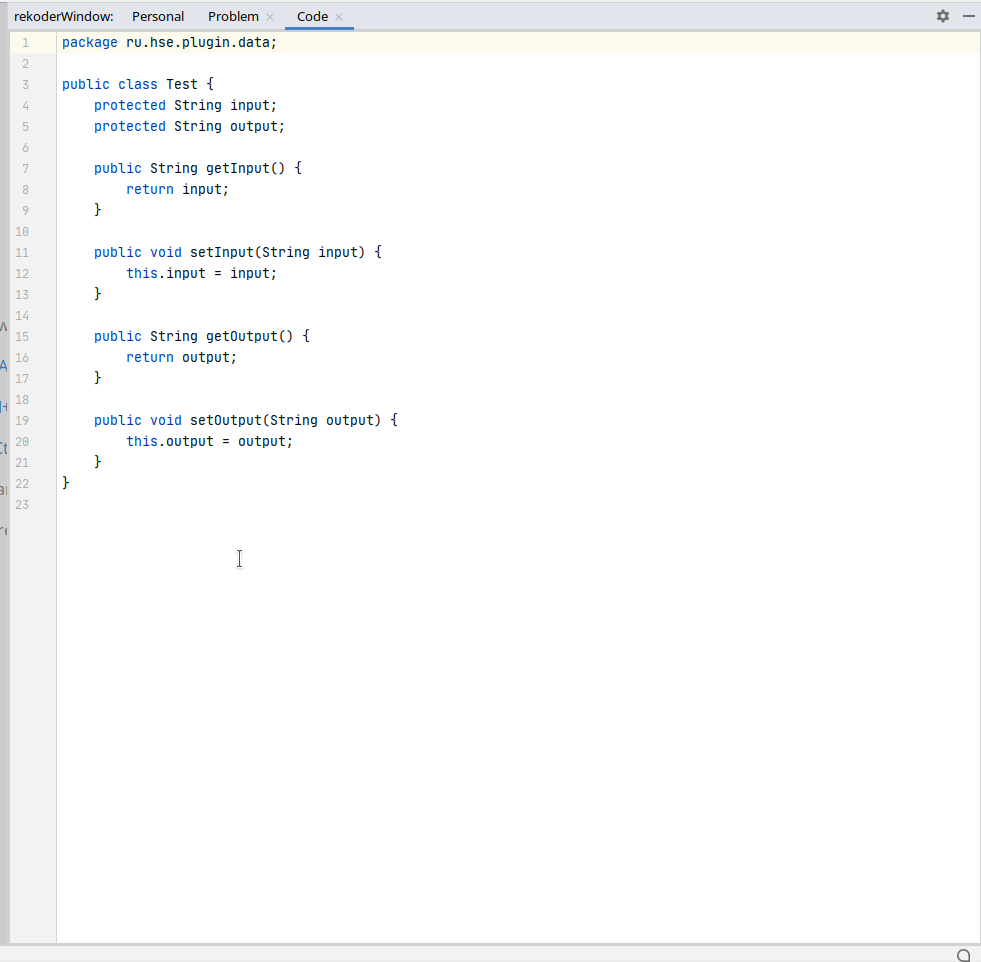 rekoderWindow: Personal Problem Code
1 package ru.hse.plugin.data;
2
3 public class Test {
4     protected String input;
5     protected String output;
6
7     public String getInput() {
8         return input;
9     }
10
11     public void setInput(String input) {
12         this.input = input;
13     }
14
15     public String getOutput() {
16         return output;
17     }
18
19     public void setOutput(String output) {
20         this.output = output;
21     }
22 }
23